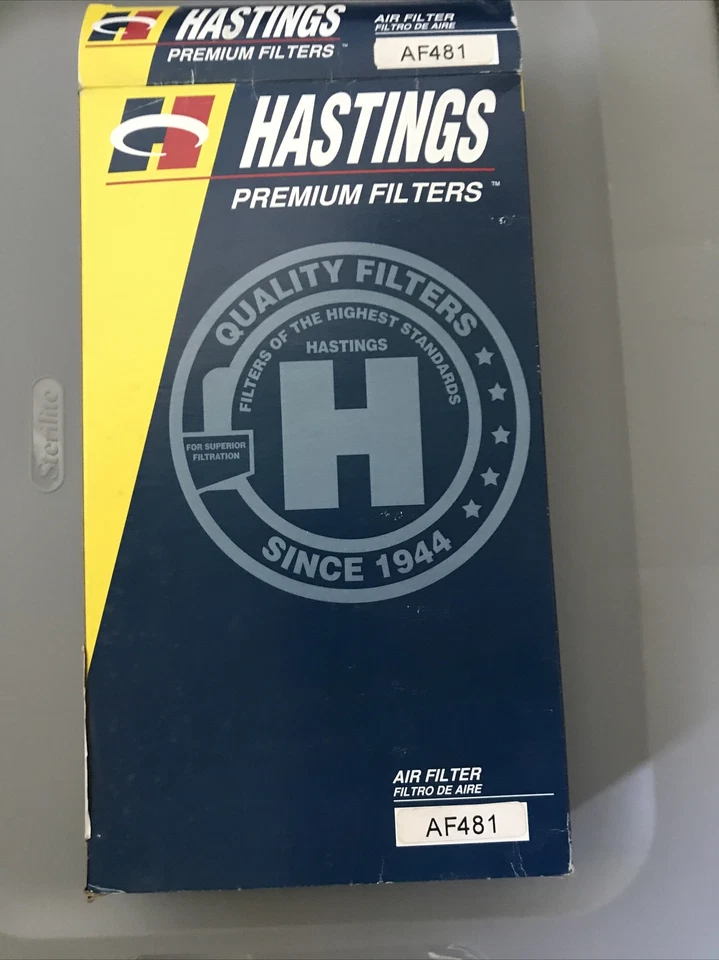 HASTINGS
PREMIUM FILTERS™
AIR FILTER
FILTRO DE AIRE
AF481
HASTINGS
PREMIUM FILTERS™
QUALITY FILTERS
FILTERS OF THE HIGHEST STANDARDS
HASTINGS
H
FOR SUPERIOR
FILTRATION
SINCE 1944
Sterilite
AIR FILTER
FILTRO DE AIRE
AF481